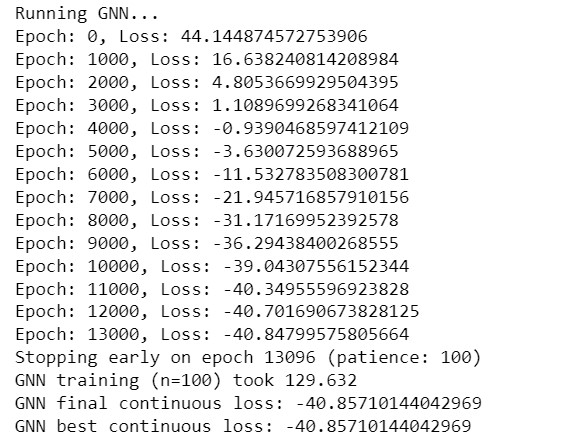 Running GNN...
Epoch: 0, Loss: 44.144874572753906
Epoch: 1000, Loss: 16.638240814208984
Epoch: 2000, Loss: 4.8053669929504395
Epoch: 3000, Loss: 1.1089699268341064
Epoch: 4000, Loss: -0.9390468597412109
Epoch: 5000, Loss: -3.630072593688965
Epoch: 6000, Loss: -11.532783508300781
Epoch: 7000, Loss: -21.945716857910156
Epoch: 8000, Loss: -31.17169952392578
Epoch: 9000, Loss: -36.29438400268555
Epoch: 10000, Loss: -39.04307556152344
Epoch: 11000, Loss: -40.34955596923828
Epoch: 12000, Loss: -40.701690673828125
Epoch: 13000, Loss: -40.84799575805664
Stopping early on epoch 13096 (patience: 100)
GNN training (n=100) took 129.632
GNN final continuous loss: -40.85710144042969
GNN best continuous loss: -40.85710144042969